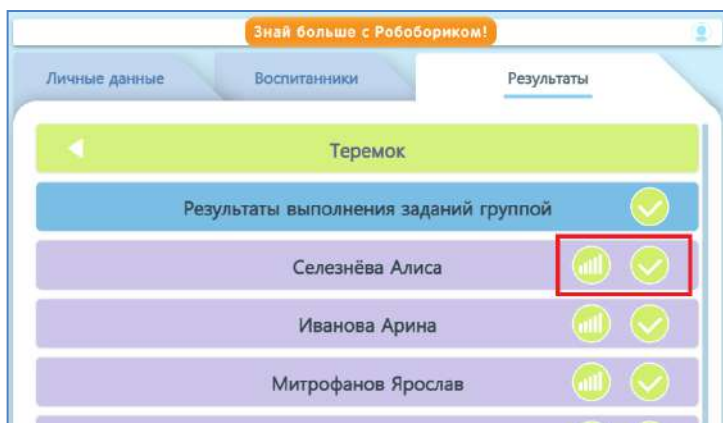 Знай больше с Робобориком!
Личные данные Воспитанники Результаты
Теремок
Результаты выполнения заданий группой
Селезнёва Алиса
Иванова Арина
Митрофанов Ярослав